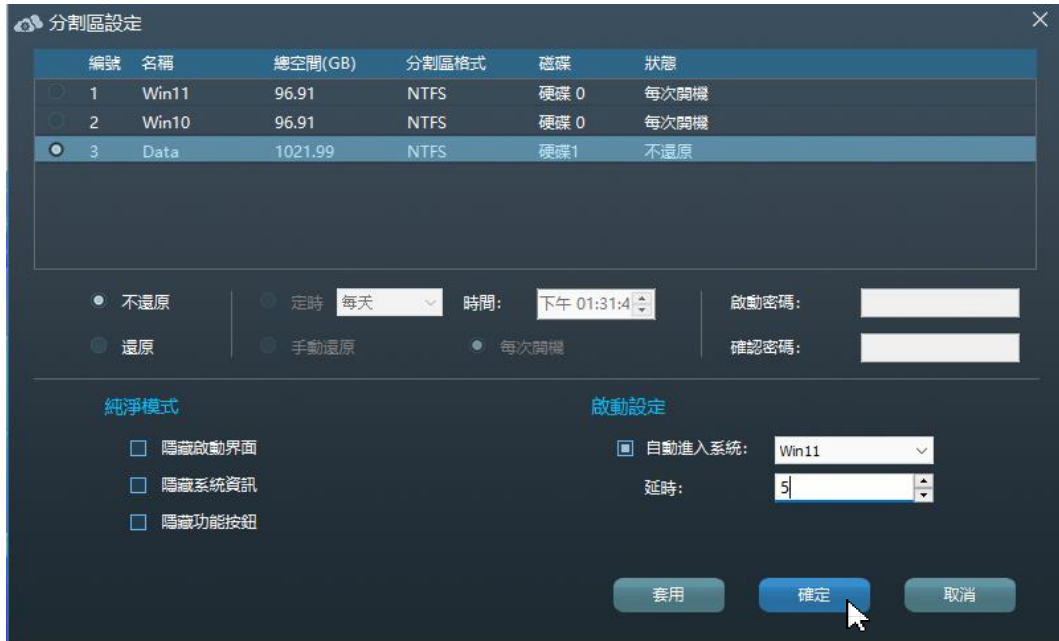 分割區設定
編號 名稱 總空間(GB) 分割區格式 磁碟 狀態
1 Win11 96.91 NTFS 硬碟 0 每次開機
2 Win10 96.91 NTFS 硬碟 0 每次開機
3 Data 1021.99 NTFS 硬碟1 不還原
不還原 定時 每天 時間: 下午 01:31:4 啟動密碼:
還原 手動還原 每次開機 確認密碼:
純淨模式 啟動設定
隱藏啟動界面 自動進入系統: Win11
隱藏系統資訊 延時: 5
隱藏功能按鈕
套用 確定 取消